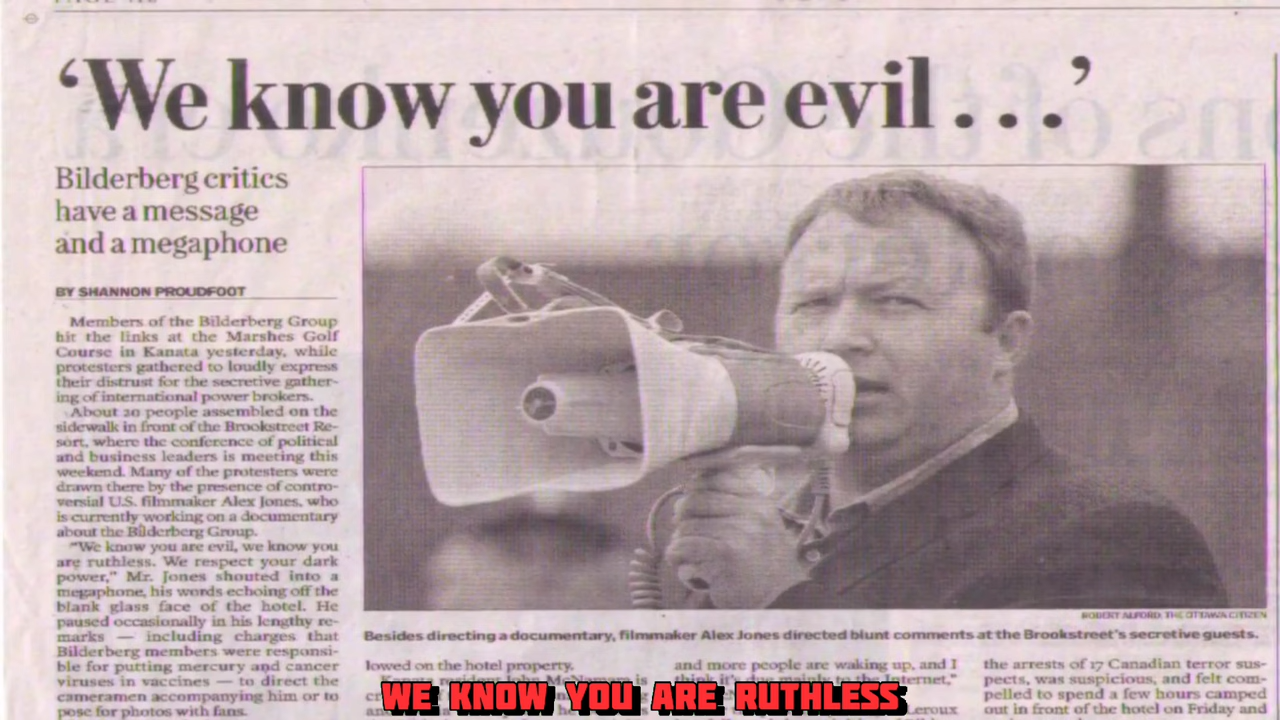 ‘We know you are evil . . .’
Bilderberg critics
have a message
and a megaphone
BY SHANNON PROUDFOOT
Members of the Bilderberg Group
hit the links at the Marshes Golf
Course in Kanata yesterday, while
protesters gathered to loudly express
their distrust for the secretive gather-
ing of international power brokers.
About 20 people assembled on the
sidewalk in front of the Brookstreet Re-
sort, where the conference of political
and business leaders is meeting this
weekend. Many of the protesters were
drawn there by the presence of contro-
versial U.S. filmmaker Alex Jones, who
is currently working on a documentary
about the Bilderberg Group.
“We know you are evil, we know you
are ruthless. We respect your dark
power,” Mr. Jones shouted into a
megaphone, his words echoing off the
blank glass face of the hotel. He
paused occasionally in his lengthy re-
marks — including charges that
Bilderberg members were responsi-
ble for putting mercury and cancer
viruses in vaccines — to direct the
cameramen accompanying him or to
pose for photos with fans.
ROBERT ALFORD, THE OTTAWA CITIZEN
Besides directing a documentary, filmmaker Alex Jones directed blunt comments at the Brookstreet’s secretive guests.
lowed on the hotel property.
Kanata resident John McNamara is
and more people are waking up, and I
think it’s due mainly to the Internet,”
the arrests of 17 Canadian terror sus-
pects, was suspicious, and felt com-
pelled to spend a few hours camped
out in front of the hotel on Friday and
WE KNOW YOU ARE RUTHLESS